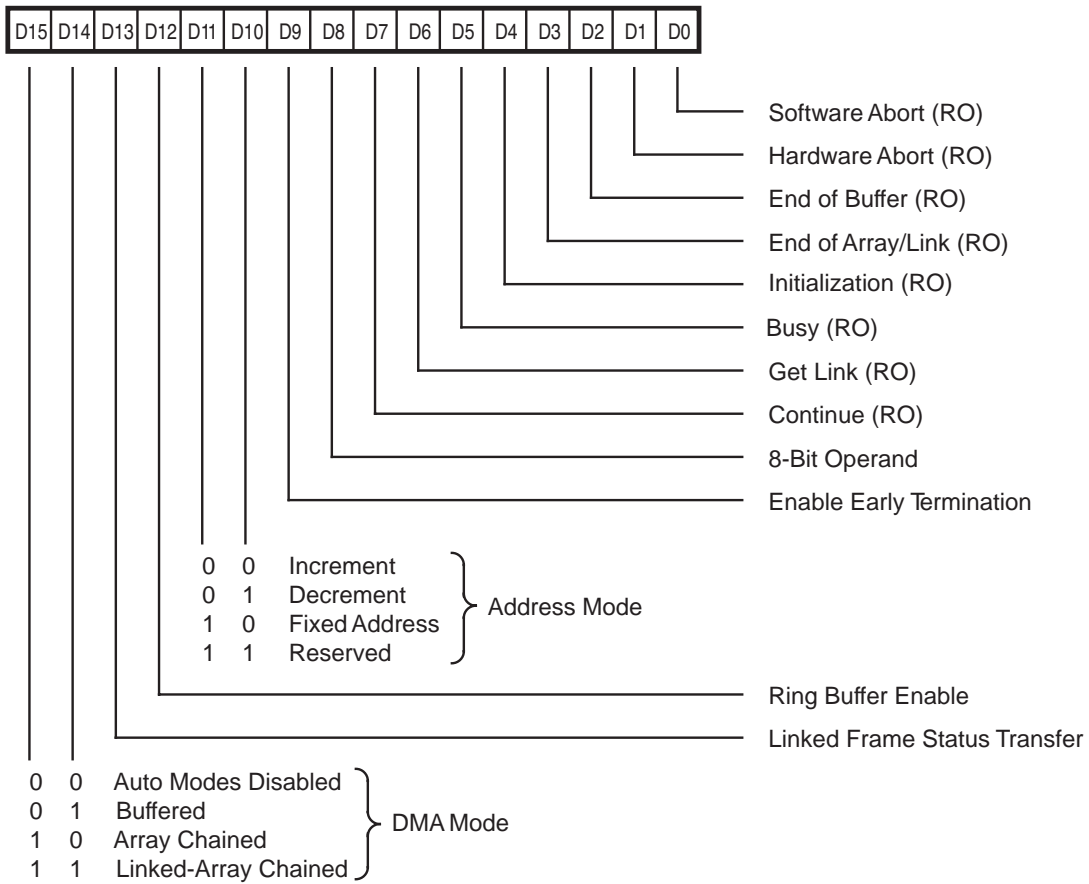 D15 D14 D13 D12 D11 D10 D9 D8 D7 D6 D5 D4 D3 D2 D1 D0
Software Abort (RO)
Hardware Abort (RO)
End of Buffer (RO)
End of Array/Link (RO)
Initialization (RO)
Busy (RO)
Get Link (RO)
Continue (RO)
8-Bit Operand
Enable Early Termination
0 0 Increment
0 1 Decrement
1 0 Fixed Address
1 1 Reserved
Address Mode
Ring Buffer Enable
Linked Frame Status Transfer
0 0 Auto Modes Disabled
0 1 Buffered
1 0 Array Chained
1 1 Linked-Array Chained
DMA Mode